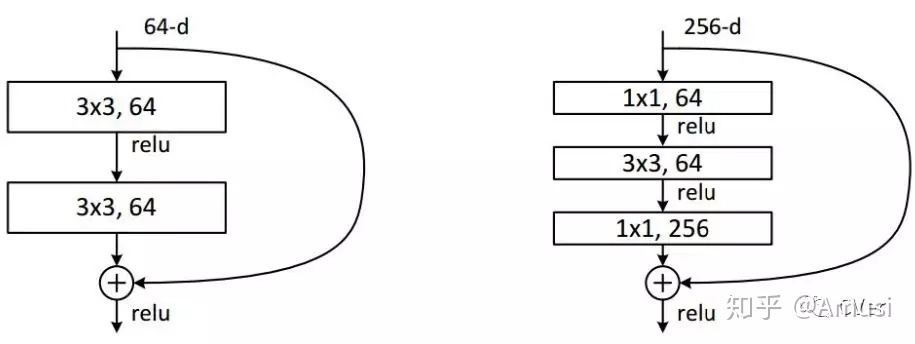 64-d
3x3, 64
relu
3x3, 64
relu
256-d
1x1, 64
relu
3x3, 64
relu
1x1, 256
relu
知乎 @Amusi